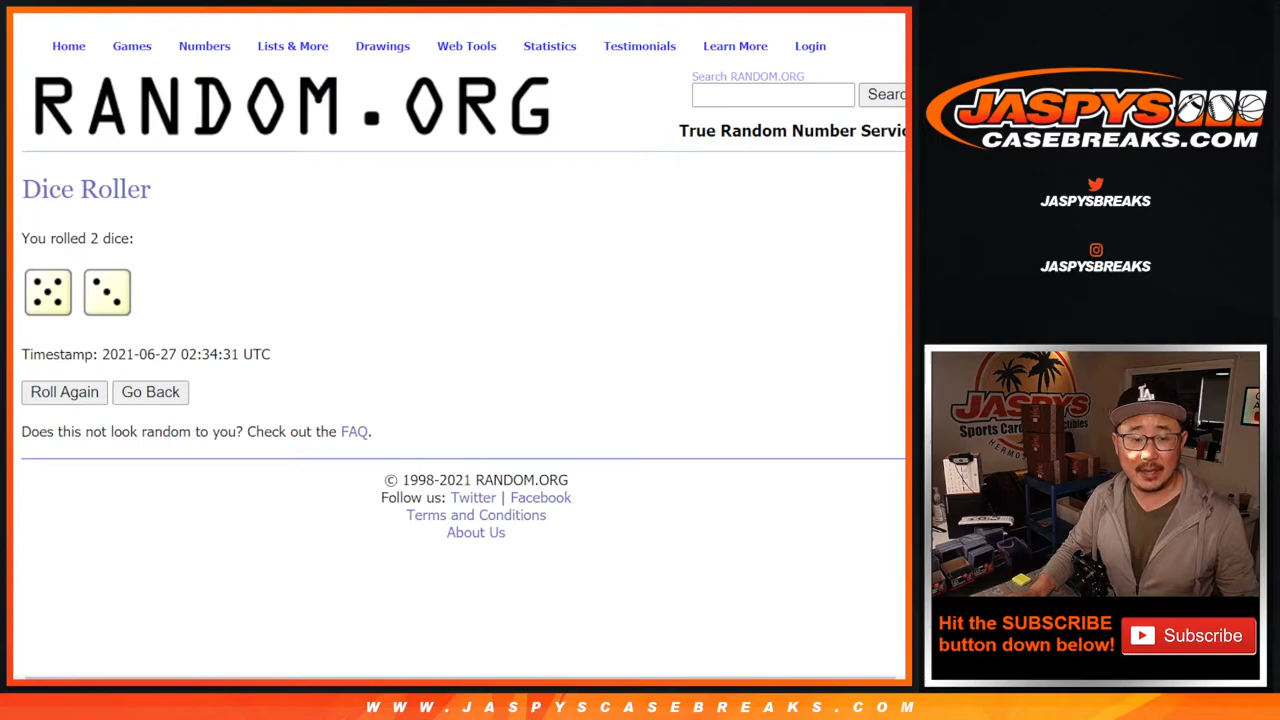 Home Games Numbers Lists & More Drawings Web Tools Statistics Testimonials Learn More Login
RANDOM.ORG
Search RANDOM.ORG
Searc
True Random Number Servic
Dice Roller
You rolled 2 dice:
Timestamp: 2021-06-27 02:34:31 UTC
Roll Again Go Back
Does this not look random to you? Check out the FAQ.
© 1998-2021 RANDOM.ORG
Follow us: Twitter | Facebook
Terms and Conditions
About Us
JASPYS
CASEBREAKS.COM
JASPYSBREAKS
JASPYSBREAKS
JASPYS
Sports Car
HERMOS
LA
Hit the SUBSCRIBE
button down below!
Subscribe
WWW.JASPYSCASEBREAKS.COM